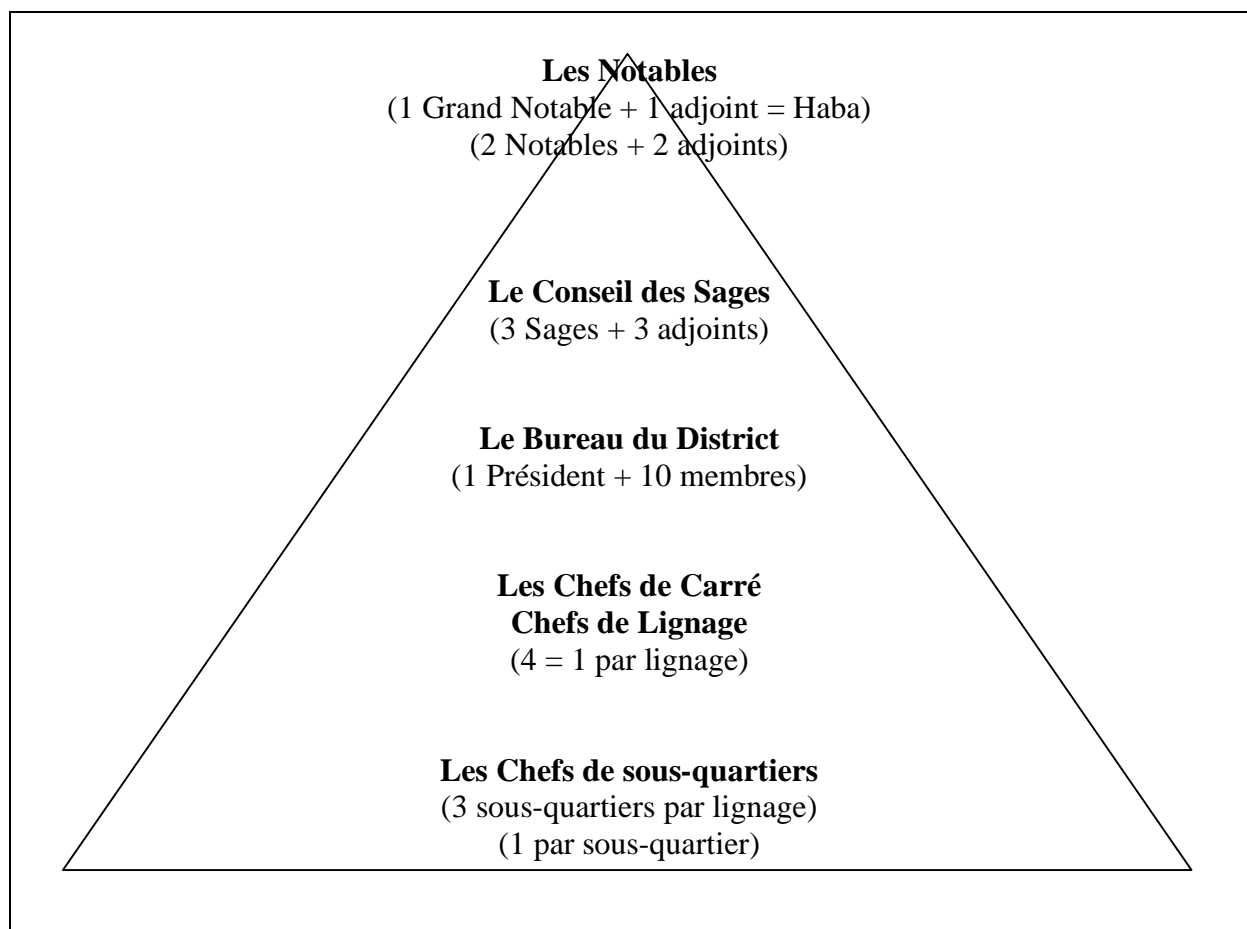 Les Notables
(1 Grand Notable + 1 adjoint = Haba)
(2 Notables + 2 adjoints)
Le Conseil des Sages
(3 Sages + 3 adjoints)
Le Bureau du District
(1 Président + 10 membres)
Les Chefs de Carré
Chefs de Lignage
(4 = 1 par lignage)
Les Chefs de sous-quartiers
(3 sous-quartiers par lignage)
(1 par sous-quartier)